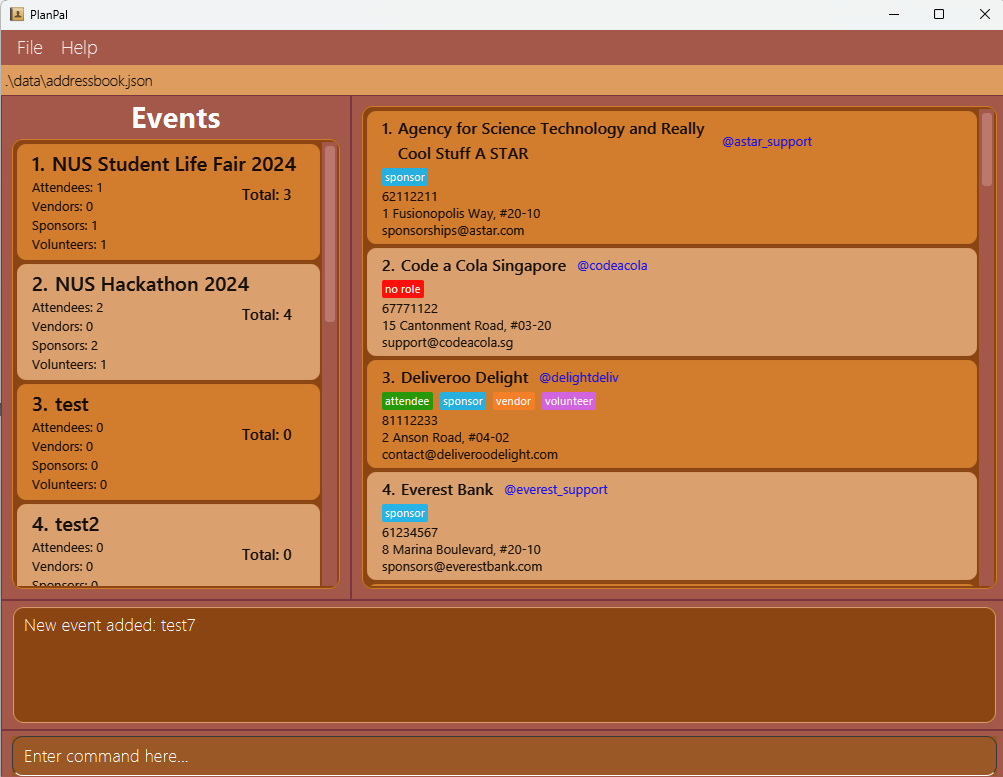 PlanPal
File Help
.\data\addressbook.json
Events
1. NUS Student Life Fair 2024
Attendees: 1
Total: 3
Vendors: 0
Sponsors: 1
Volunteers: 1
2. NUS Hackathon 2024
Attendees: 2
Total: 4
Vendors: 0
Sponsors: 2
Volunteers: 1
3. test
Attendees: 0
Total: 0
Vendors: 0
Sponsors: 0
Volunteers: 0
4. test2
Attendees: 0
Total: 0
Vendors: 0
Sponsors: 0
1. Agency for Science Technology and Really
Cool Stuff A STAR
@astar_support
sponsor
62112211
1 Fusionopolis Way, #20-10
sponsorships@astar.com
2. Code a Cola Singapore @codeacola
no role
67771122
15 Cantonment Road, #03-20
support@codeacola.sg
3. Deliveroo Delight @delightdeliv
attendee sponsor vendor volunteer
81112233
2 Anson Road, #04-02
contact@deliveroodelight.com
4. Everest Bank @everest_support
sponsor
61234567
8 Marina Boulevard, #20-10
sponsors@everestbank.com
New event added: test7
Enter command here...